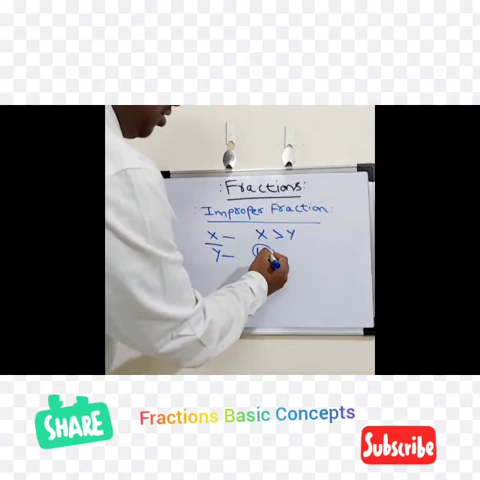 : Fractions :
: Improper Fraction :
X – X > Y
Y –
SHARE
Fractions Basic Concepts
Subscribe